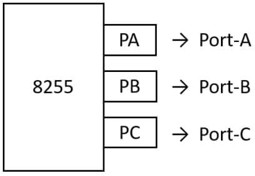 PA → Port-A
8255 PB → Port-B
PC → Port-C